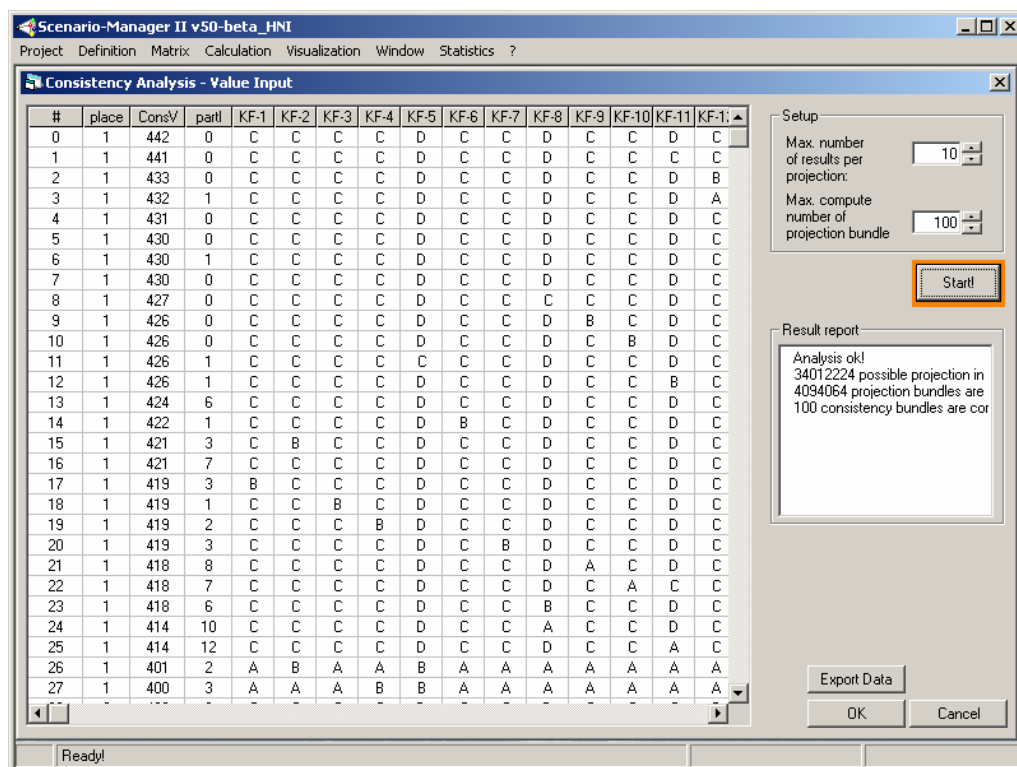 Scenario-Manager II v50-beta_HNI
Project Definition Matrix Calculation Visualization Window Statistics ?
Consistency Analysis - Value Input
# place ConsV partI KF-1 KF-2 KF-3 KF-4 KF-5 KF-6 KF-7 KF-8 KF-9 KF-10 KF-11 KF-1
0 1 442 0 C C C C D C C D C C D C
1 1 441 0 C C C C D C C D C C C C
2 1 433 0 C C C C D C C D C C D B
3 1 432 1 C C C C D C C D C C D A
4 1 431 0 C C C C D C C D C C D C
5 1 430 0 C C C C D C C D C C D C
6 1 430 1 C C C C D C C D C C D C
7 1 430 0 C C C C D C C D C C D C
8 1 427 0 C C C C D C C C C C D C
9 1 426 0 C C C C D C C D B C D C
10 1 426 0 C C C C D C C D C B D C
11 1 426 1 C C C C C C C D C C D C
12 1 426 1 C C C C D C C D C C B C
13 1 424 6 C C C C D C C D C C D C
14 1 422 1 C C C C D B C D C C D C
15 1 421 3 C B C C D C C D C C D C
16 1 421 7 C C C C D C C D C C D C
17 1 419 3 B C C C D C C D C C D C
18 1 419 1 C C B C D C C D C C D C
19 1 419 2 C C C B D C C D C C D C
20 1 419 3 C C C C D C B D C C D C
21 1 418 8 C C C C D C C D A C D C
22 1 418 7 C C C C D C C D C A C C
23 1 418 6 C C C C D C C B C C D C
24 1 414 10 C C C C D C C A C C D C
25 1 414 12 C C C C D C C D C C A C
26 1 401 2 A B A A B A A A A A A A
27 1 400 3 A A A B B A A A A A A A
Setup
Max. number
of results per
projection:
10
Max. compute
number of
projection bundle
100
Start!
Result report
Analysis ok!
34012224 possible projection in
4094064 projection bundles are
100 consistency bundles are cor
Export Data
OK Cancel
Ready!